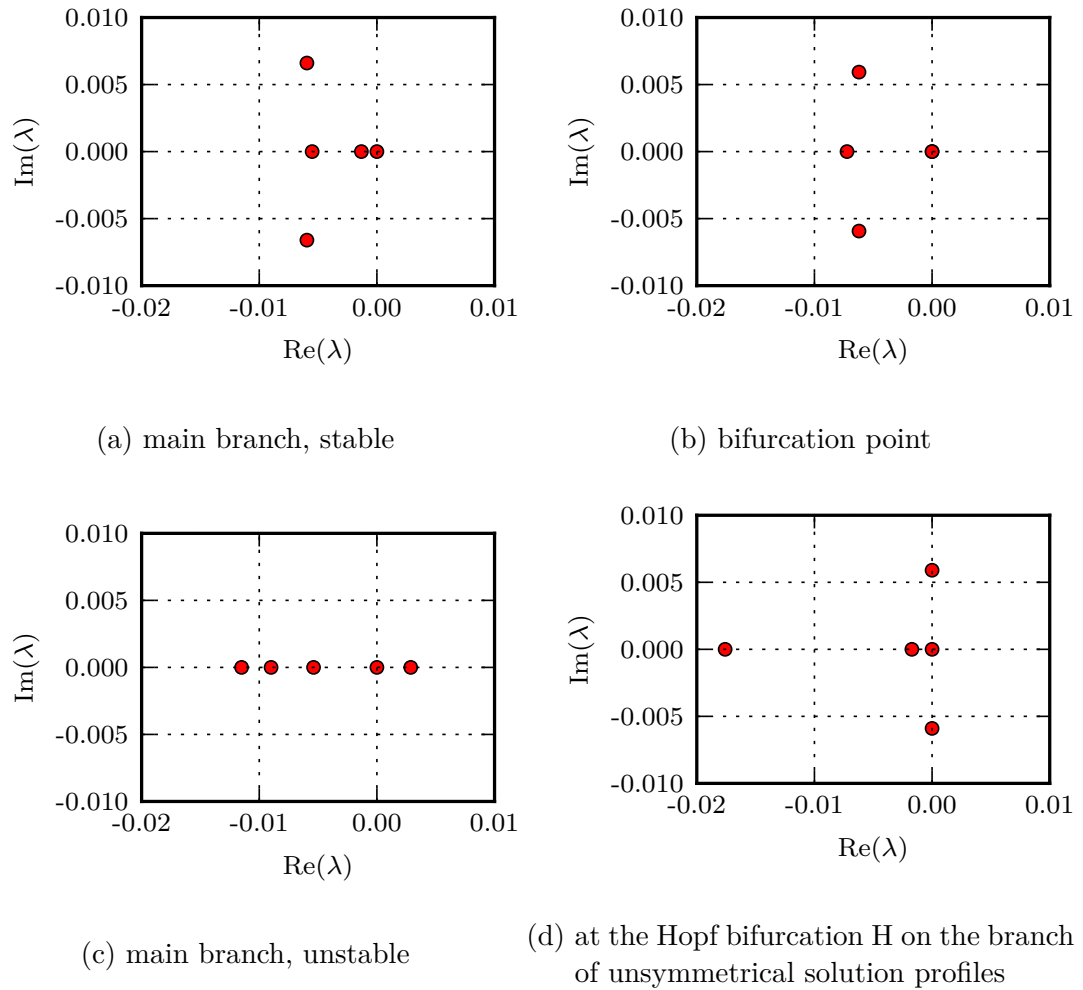 0.010
0.005
0.000
-0.005
-0.010
-0.02
-0.01
0.00
0.01
Im(λ)
Re(λ)
(a) main branch, stable
0.010
0.005
0.000
-0.005
-0.010
-0.02
-0.01
0.00
0.01
Im(λ)
Re(λ)
(b) bifurcation point
0.010
0.005
0.000
-0.005
-0.010
-0.02
-0.01
0.00
0.01
Im(λ)
Re(λ)
(c) main branch, unstable
0.010
0.005
0.000
-0.005
-0.010
-0.02
-0.01
0.00
0.01
Im(λ)
Re(λ)
(d) at the Hopf bifurcation H on the branch
of unsymmetrical solution profiles